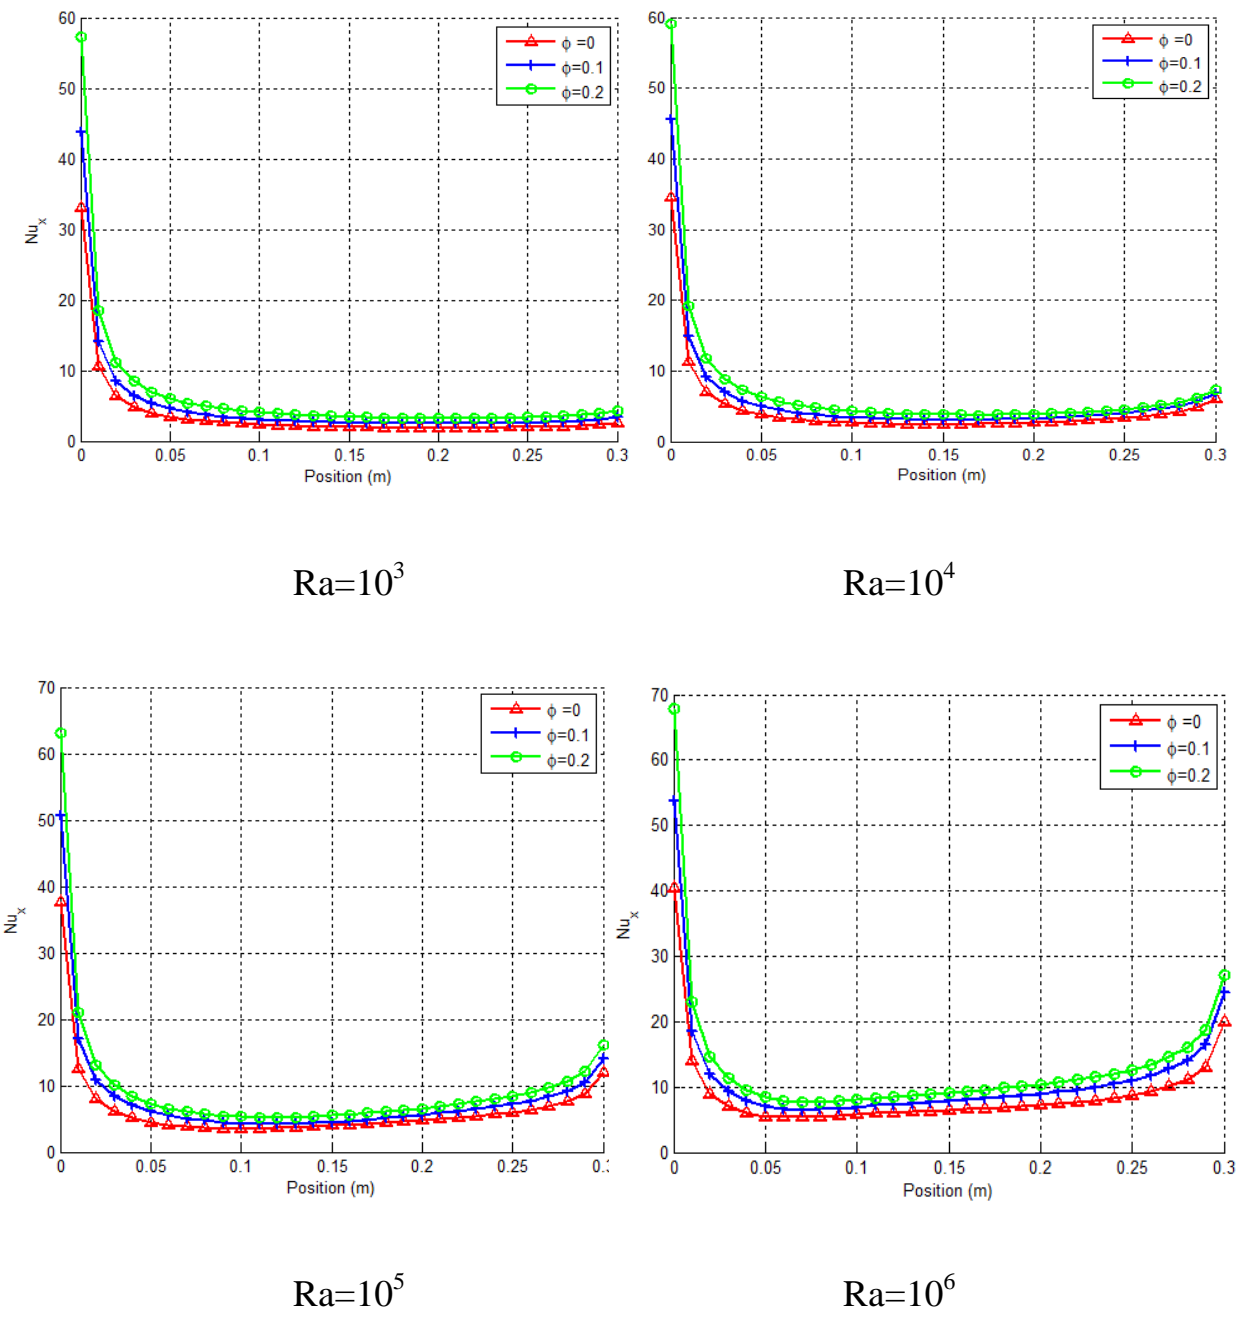 60
50
40
30
20
10
0
Nu_x
0 0.05 0.1 0.15 0.2 0.25 0.3
Position (m)
ϕ =0
ϕ=0.1
ϕ=0.2
Ra=10^3
60
50
40
30
20
10
0
0 0.05 0.1 0.15 0.2 0.25 0.3
Position (m)
ϕ =0
ϕ=0.1
ϕ=0.2
Ra=10^4
70
60
50
40
30
20
10
0
Nu_x
0 0.05 0.1 0.15 0.2 0.25
Position (m)
ϕ =0
ϕ=0.1
ϕ=0.2
Ra=10^5
70
60
50
40
30
20
10
0
Nu_x
0 0.05 0.1 0.15 0.2 0.25 0.3
Position (m)
ϕ =0
ϕ=0.1
ϕ=0.2
Ra=10^6